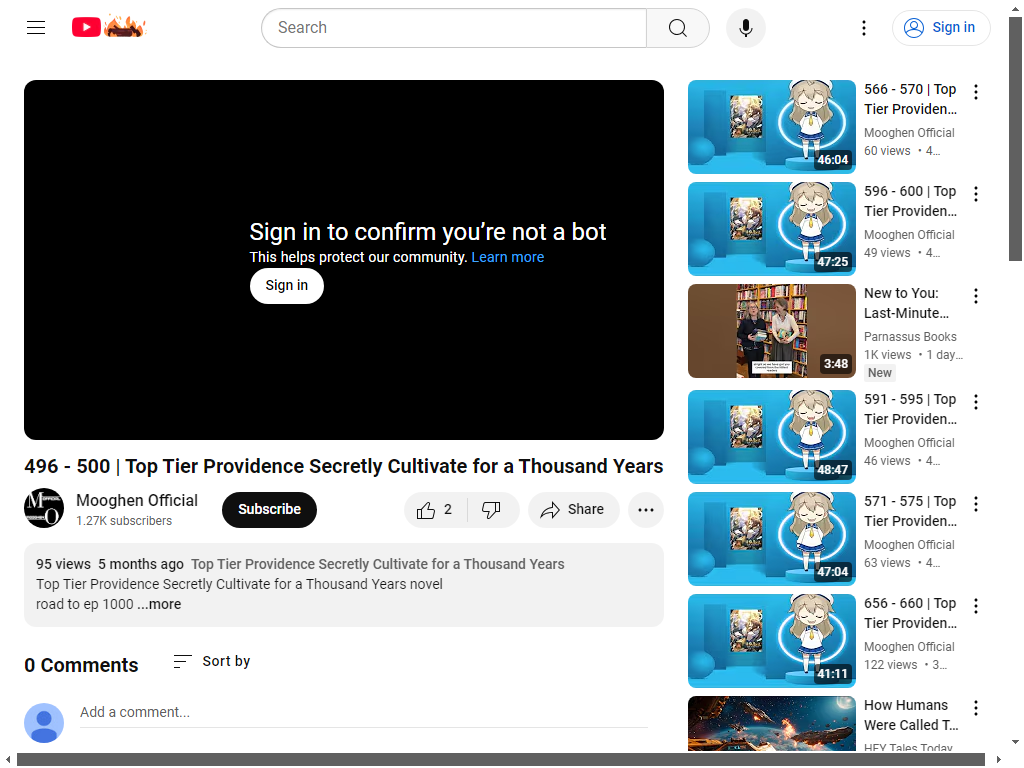 Search
Sign in
Sign in to confirm you’re not a bot
This helps protect our community. Learn more
Sign in
496 - 500 | Top Tier Providence Secretly Cultivate for a Thousand Years
Mooghen Official
1.27K subscribers
Subscribe
2
Share
95 views 5 months ago Top Tier Providence Secretly Cultivate for a Thousand Years
Top Tier Providence Secretly Cultivate for a Thousand Years novel
road to ep 1000 ...more
0 Comments
Sort by
Add a comment...
46:04
566 - 570 | Top
Tier Providen...
Mooghen Official
60 views • 4...
47:25
596 - 600 | Top
Tier Providen...
Mooghen Official
49 views • 4...
3:48
New to You:
Last-Minute...
Parnassus Books
1K views • 1 day...
New
48:47
591 - 595 | Top
Tier Providen...
Mooghen Official
46 views • 4...
47:04
571 - 575 | Top
Tier Providen...
Mooghen Official
63 views • 4...
41:11
656 - 660 | Top
Tier Providen...
Mooghen Official
122 views • 3...
How Humans
Were Called T...
HFY Tales Today